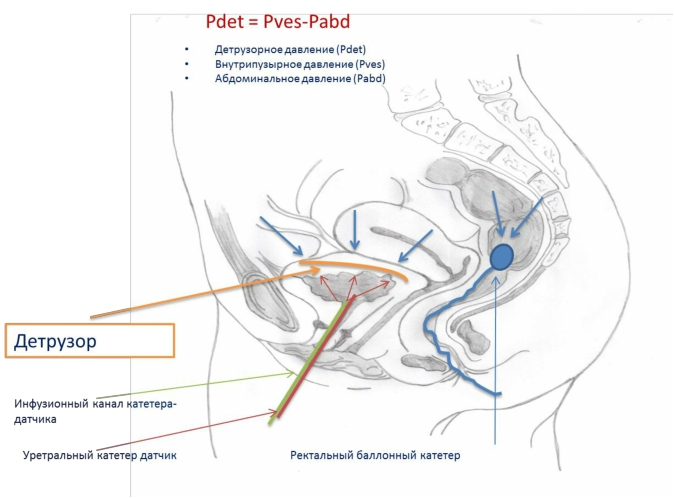 Pdet = Pves-Pabd
• Детрузорное давление (Pdet)
• Внутрипузырное давление (Pves)
• Абдоминальное давление (Pabd)
Детрузор
Инфузионный канал катетера-
датчика
Уретральный катетер датчик
Ректальный баллонный катетер